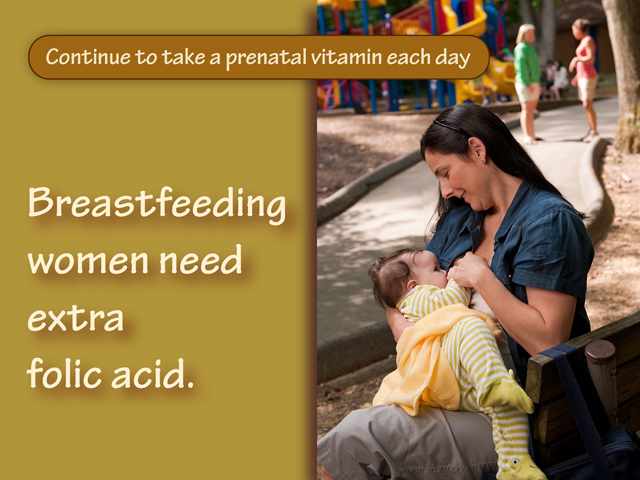 Continue to take a prenatal vitamin each day
Breastfeeding
women need
extra
folic acid.